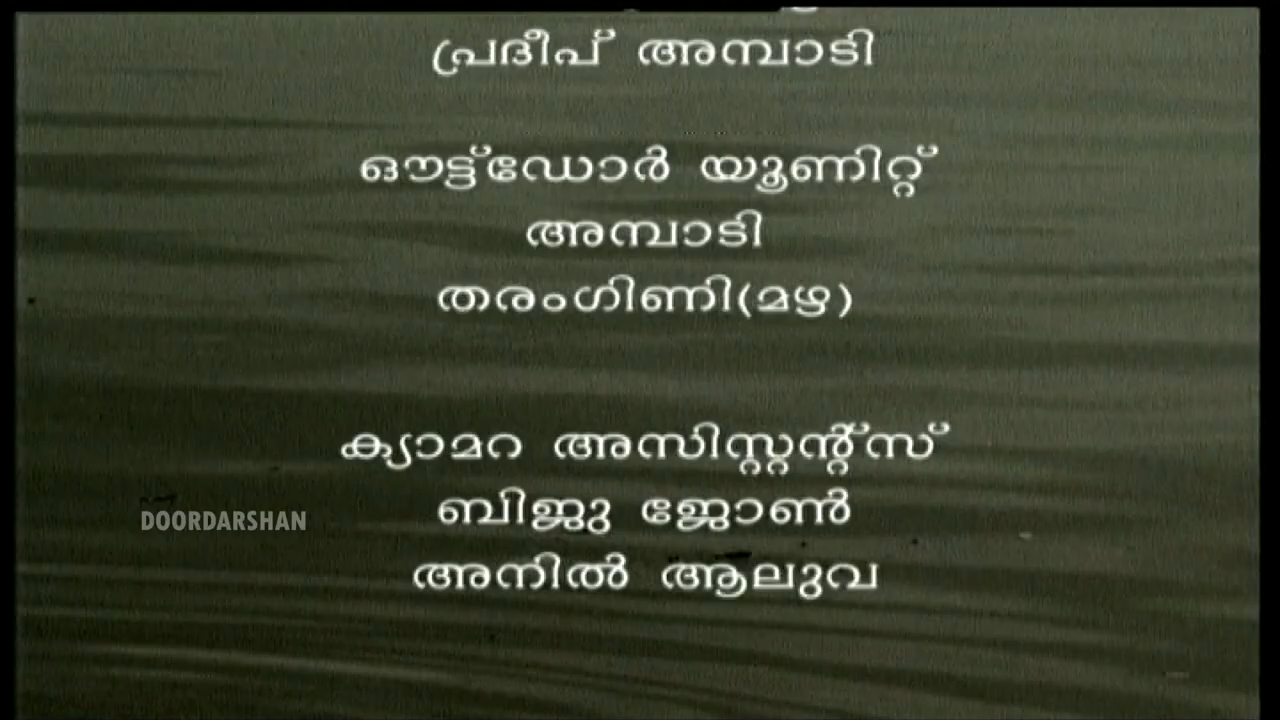 പ്രദീപ് അമ്പാടി
ഔട്ട്ഡോർ യൂണിറ്റ്
അമ്പാടി
തരംഗിണി(മഴ)
ക്യാമറ അസിസ്റ്റന്റ്സ്
ബിജു ജോൺ
DOORDARSHAN
അനിൽ ആലുവ